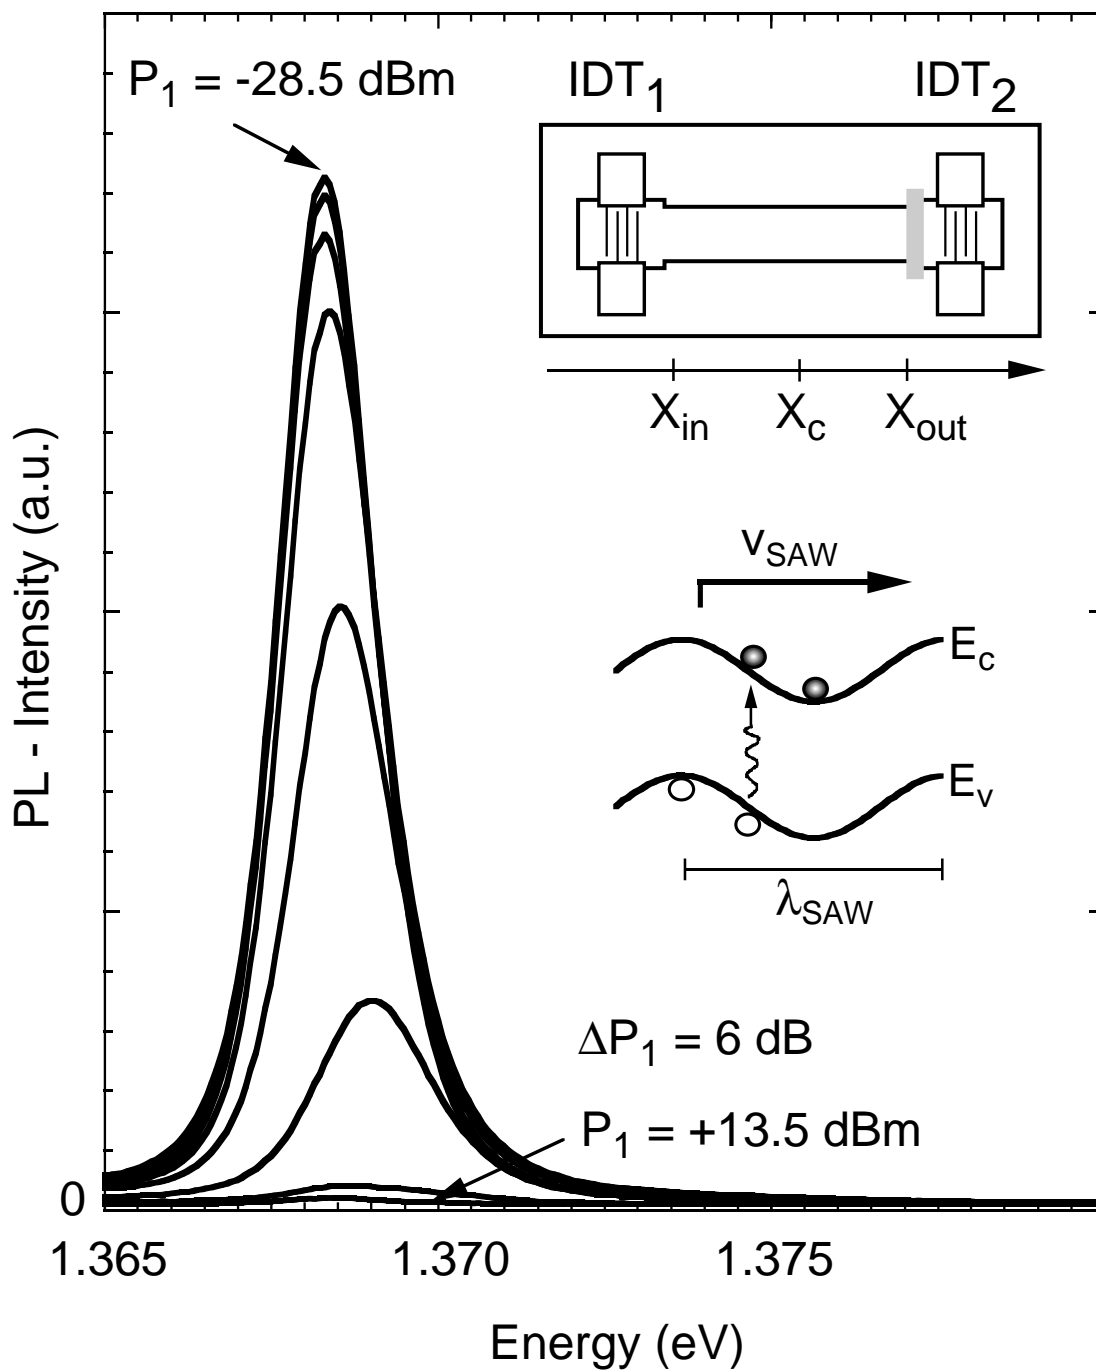 P1 = -28.5 dBm
IDT1 IDT2
Xin Xc Xout
PL - Intensity (a.u.)
vSAW
Ec
Ev
λSAW
ΔP1 = 6 dB
P1 = +13.5 dBm
0
1.365 1.370 1.375
Energy (eV)